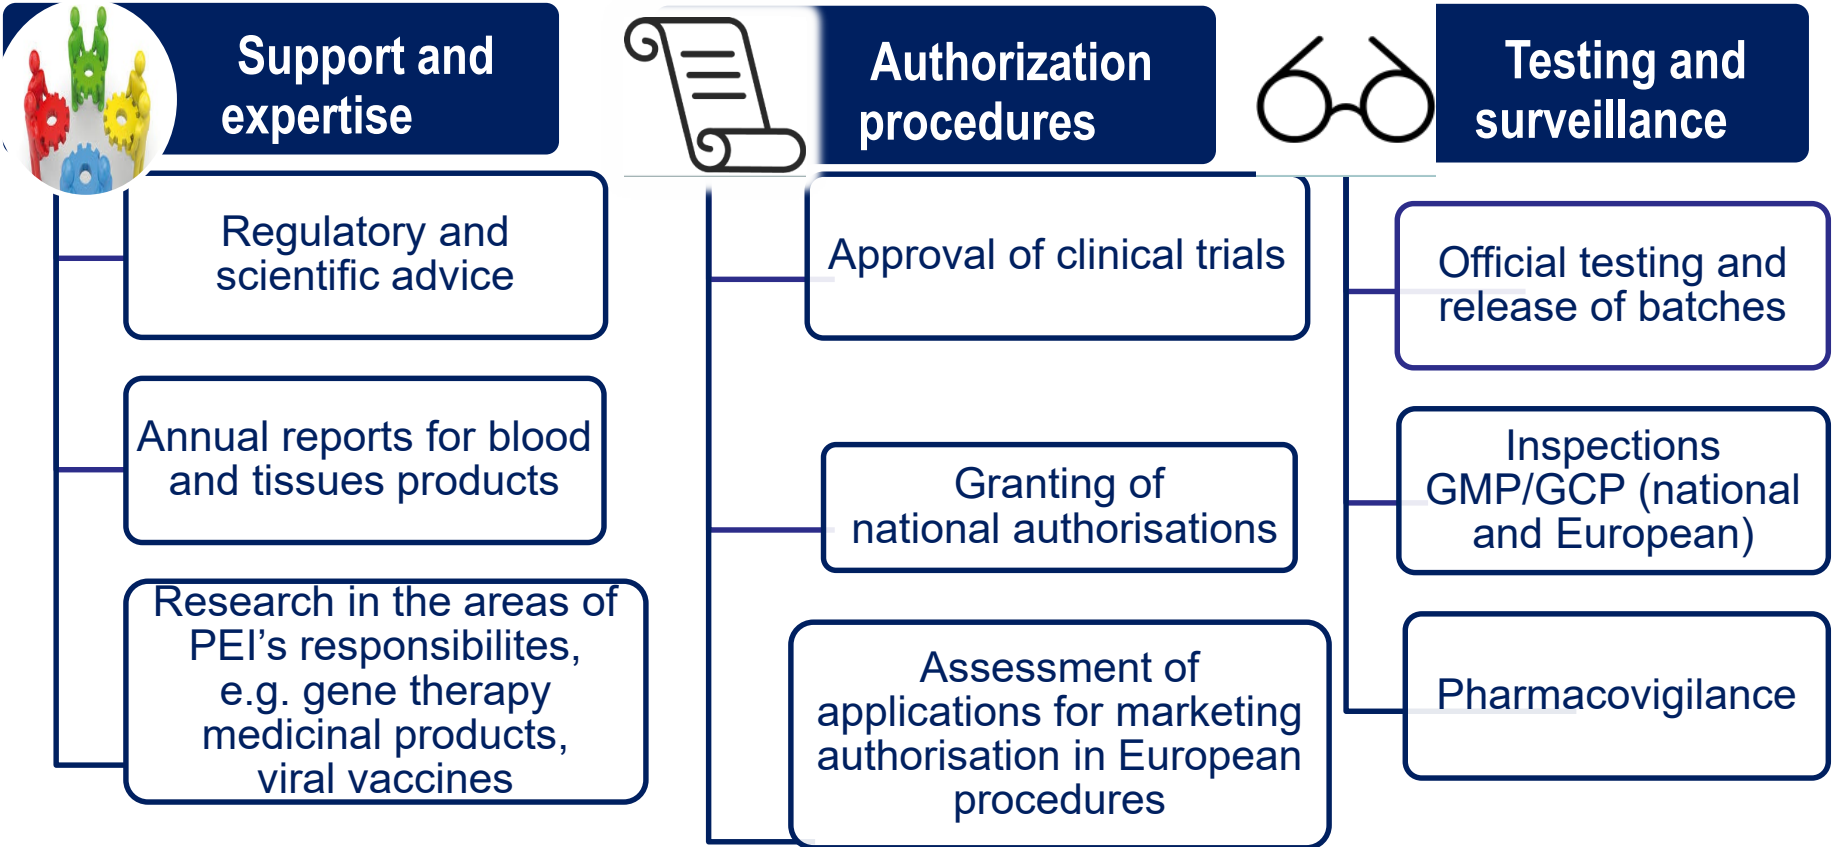 Support and
expertise
Regulatory and
scientific advice
Annual reports for blood
and tissues products
Research in the areas of
PEI’s responsibilites,
e.g. gene therapy
medicinal products,
viral vaccines
Authorization
procedures
Approval of clinical trials
Granting of
national authorisations
Assessment of
applications for marketing
authorisation in European
procedures
Testing and
surveillance
Official testing and
release of batches
Inspections
GMP/GCP (national
and European)
Pharmacovigilance